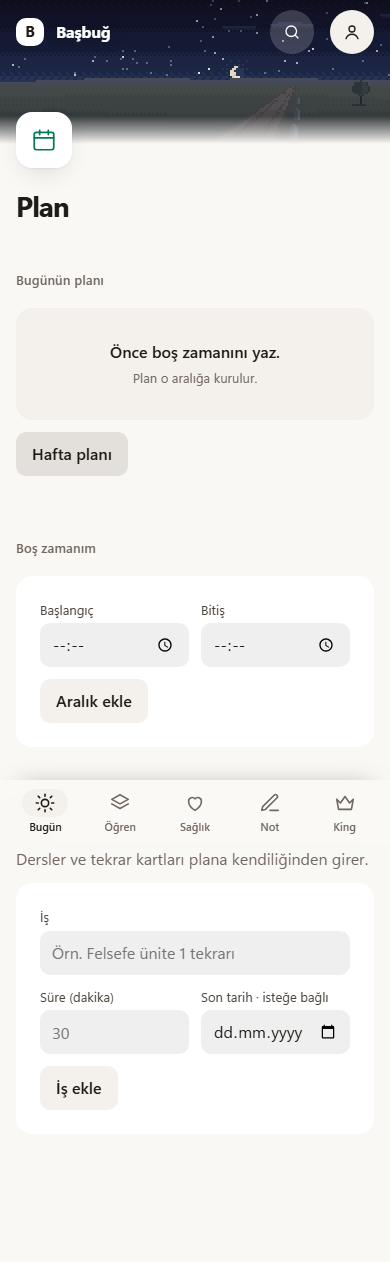 B
Başbuğ
Plan
Bugünün planı
Önce boş zamanını yaz.
Plan o aralığa kurulur.
Hafta planı
Boş zamanım
Başlangıç
Bitiş
--:--
--:--
Aralık ekle
Bugün
Öğren
Sağlık
Not
King
Dersler ve tekrar kartları plana kendiliğinden girer.
İş
Örn. Felsefe ünite 1 tekrarı
Süre (dakika)
Son tarih · isteğe bağlı
30
dd.mm.yyyy
İş ekle